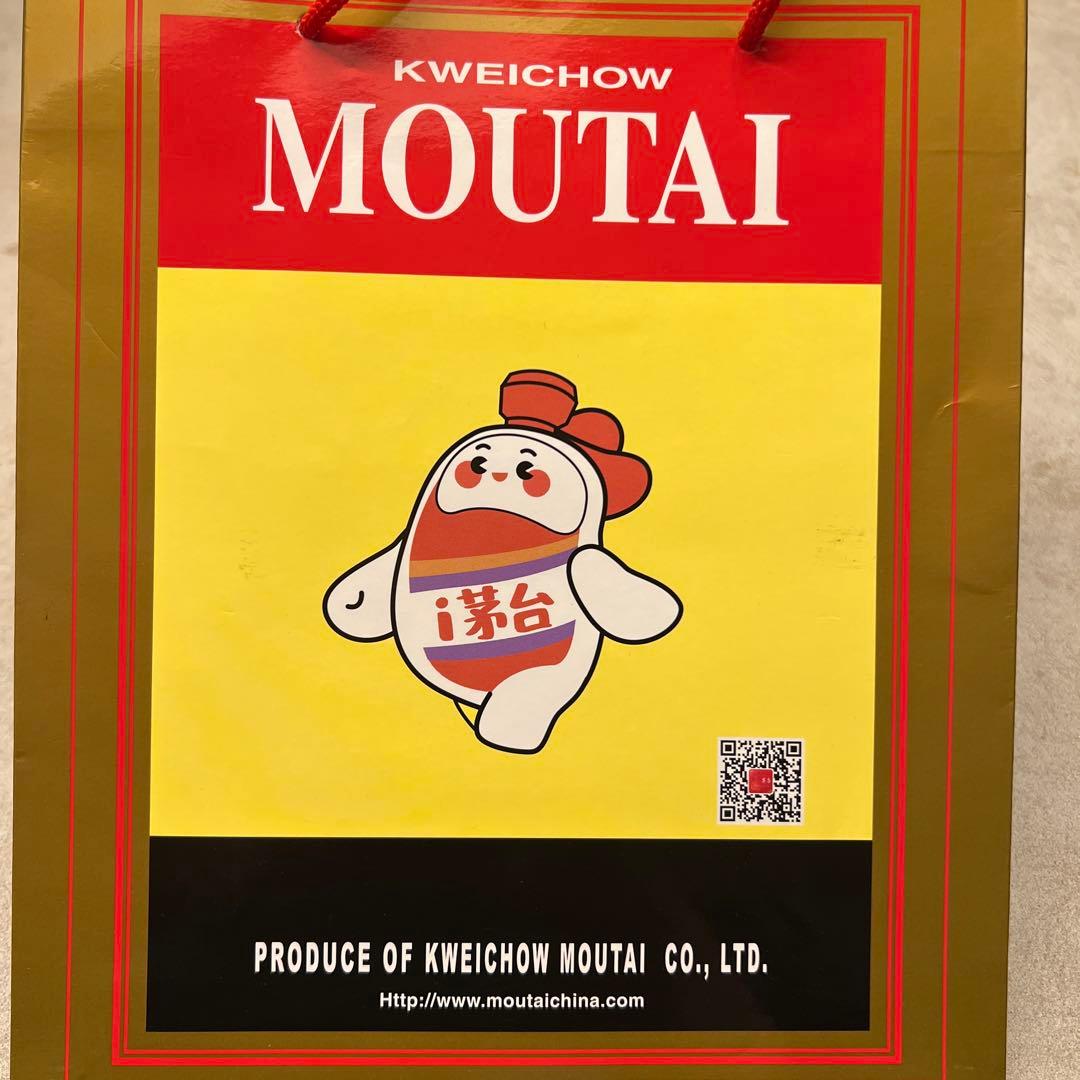 KWEICHOW
MOUTAI
i茅台
PRODUCE OF KWEICHOW MOUTAI CO., LTD.
Http://www.moutaichina.com